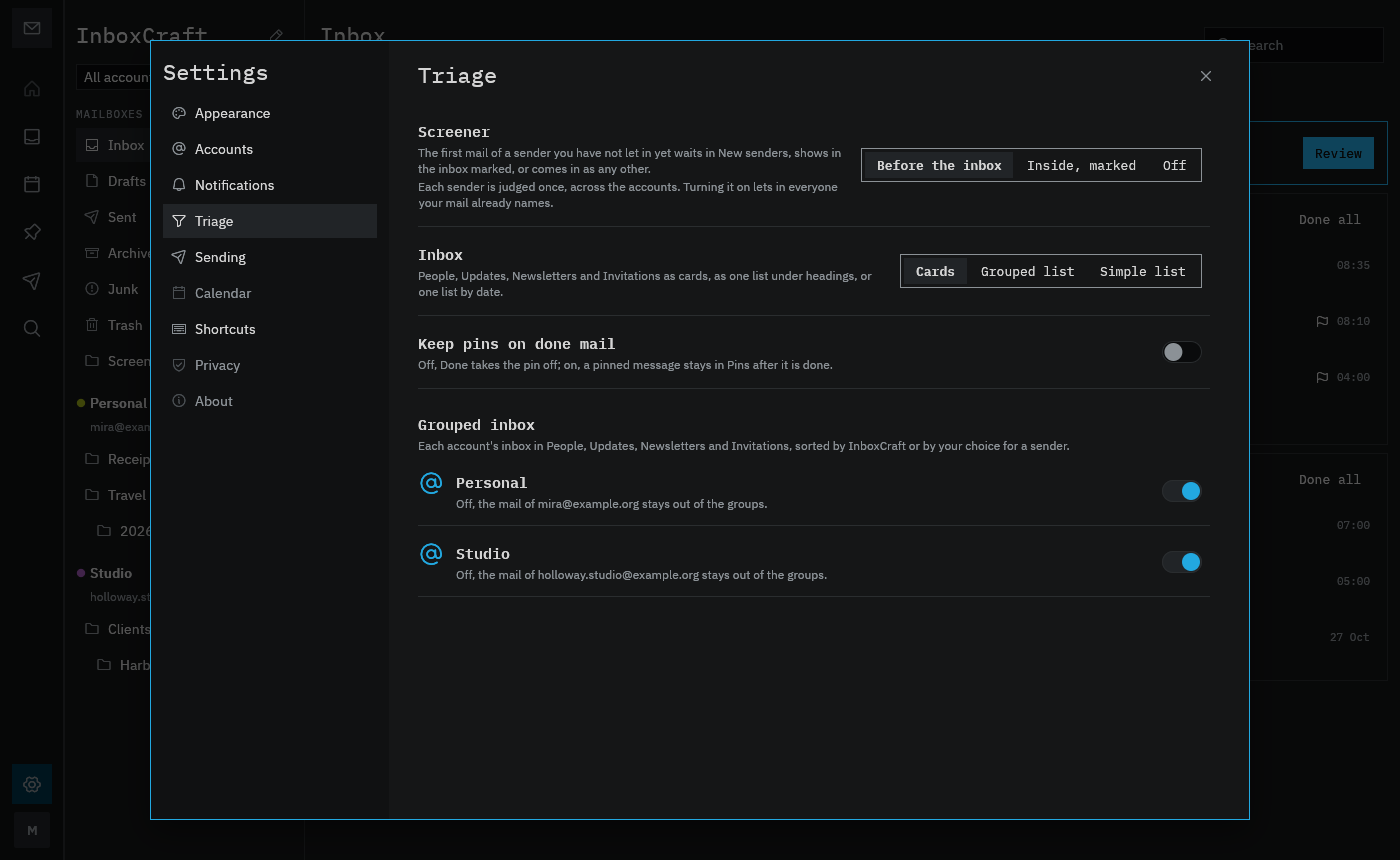 InboxCraft
Inbox
All accoun
MAILBOXES
Inbox
Drafts
Sent
Archiv
Junk
Trash
Screen
Personal
mira@exan
Receip
Travel
2026
Studio
holloway.st
Clients
Harb
M
earch
Review
Done all
08:35
08:10
04:00
Done all
07:00
05:00
27 Oct
Settings
Appearance
Accounts
Notifications
Triage
Sending
Calendar
Shortcuts
Privacy
About
Triage
Screener
The first mail of a sender you have not let in yet waits in New senders, shows in
the inbox marked, or comes in as any other.
Each sender is judged once, across the accounts. Turning it on lets in everyone
your mail already names.
Before the inbox Inside, marked Off
Inbox
People, Updates, Newsletters and Invitations as cards, as one list under headings, or
one list by date.
Cards Grouped list Simple list
Keep pins on done mail
Off, Done takes the pin off; on, a pinned message stays in Pins after it is done.
Grouped inbox
Each account's inbox in People, Updates, Newsletters and Invitations, sorted by InboxCraft or by your choice for a sender.
Personal
Off, the mail of mira@example.org stays out of the groups.
Studio
Off, the mail of holloway.studio@example.org stays out of the groups.